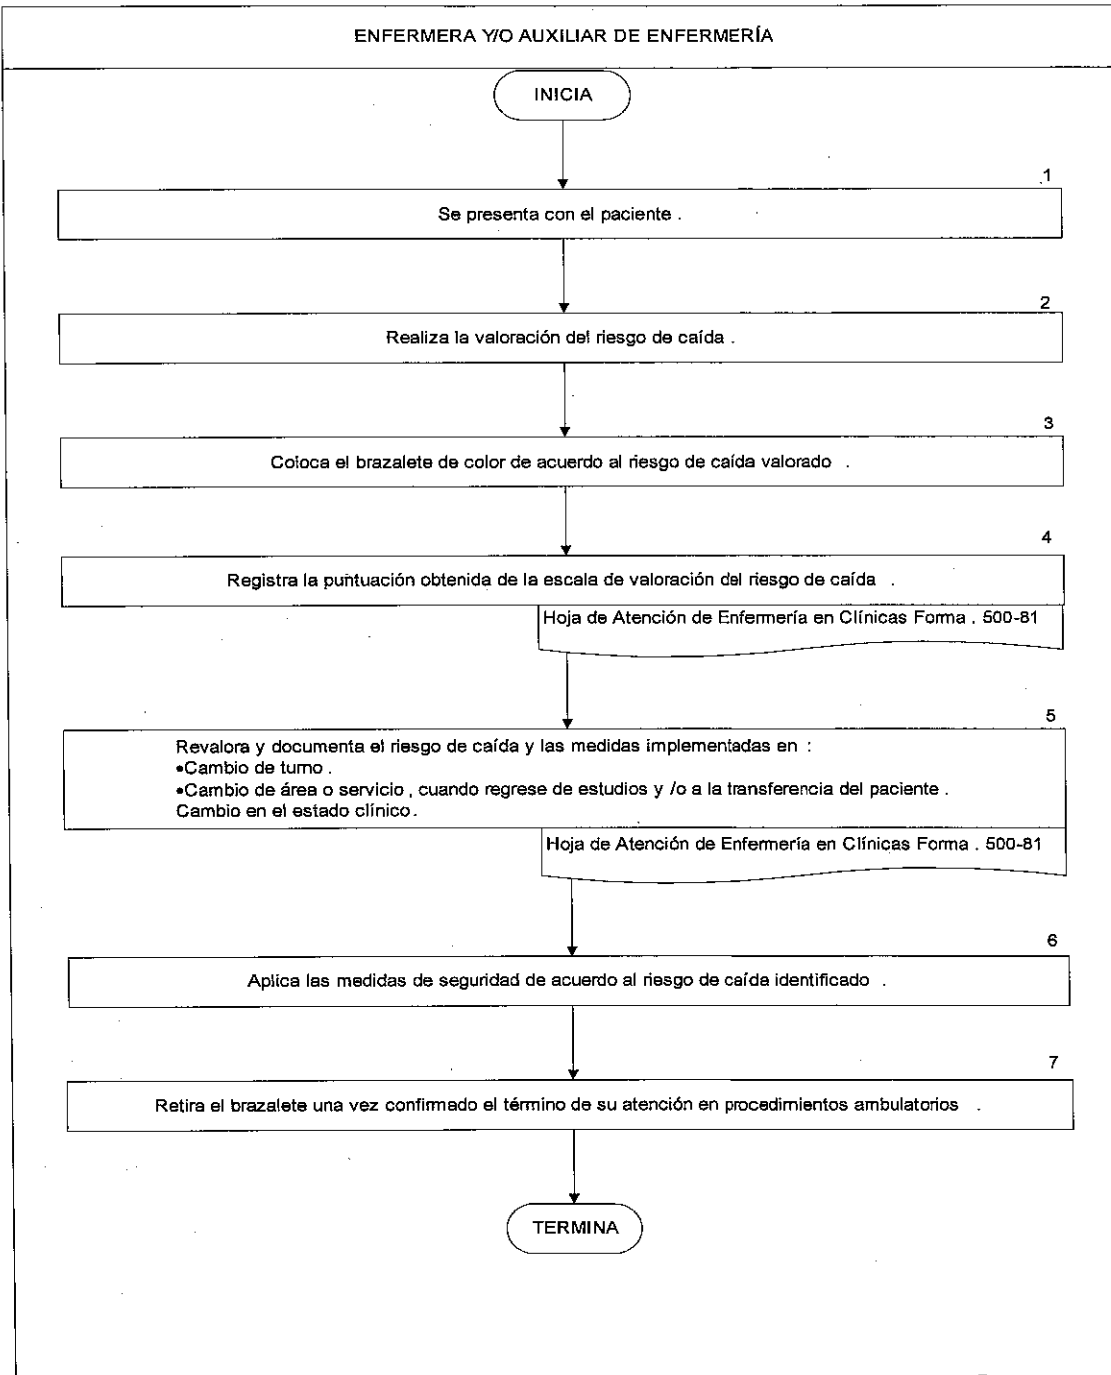 ENFERMERA Y/O AUXILIAR DE ENFERMERÍA
INICIA
1
Se presenta con el paciente .
2
Realiza la valoración del riesgo de caída .
3
Coloca el brazalete de color de acuerdo al riesgo de caída valorado .
4
Registra la puntuación obtenida de la escala de valoración del riesgo de caída .
Hoja de Atención de Enfermería en Clínicas Forma . 500-81
5
Revalora y documenta el riesgo de caída y las medidas implementadas en :
•Cambio de turno .
•Cambio de área o servicio , cuando regrese de estudios y /o a la transferencia del paciente .
Cambio en el estado clínico.
Hoja de Atención de Enfermería en Clínicas Forma . 500-81
6
Aplica las medidas de seguridad de acuerdo al riesgo de caída identificado .
7
Retira el brazalete una vez confirmado el término de su atención en procedimientos ambulatorios .
TERMINA